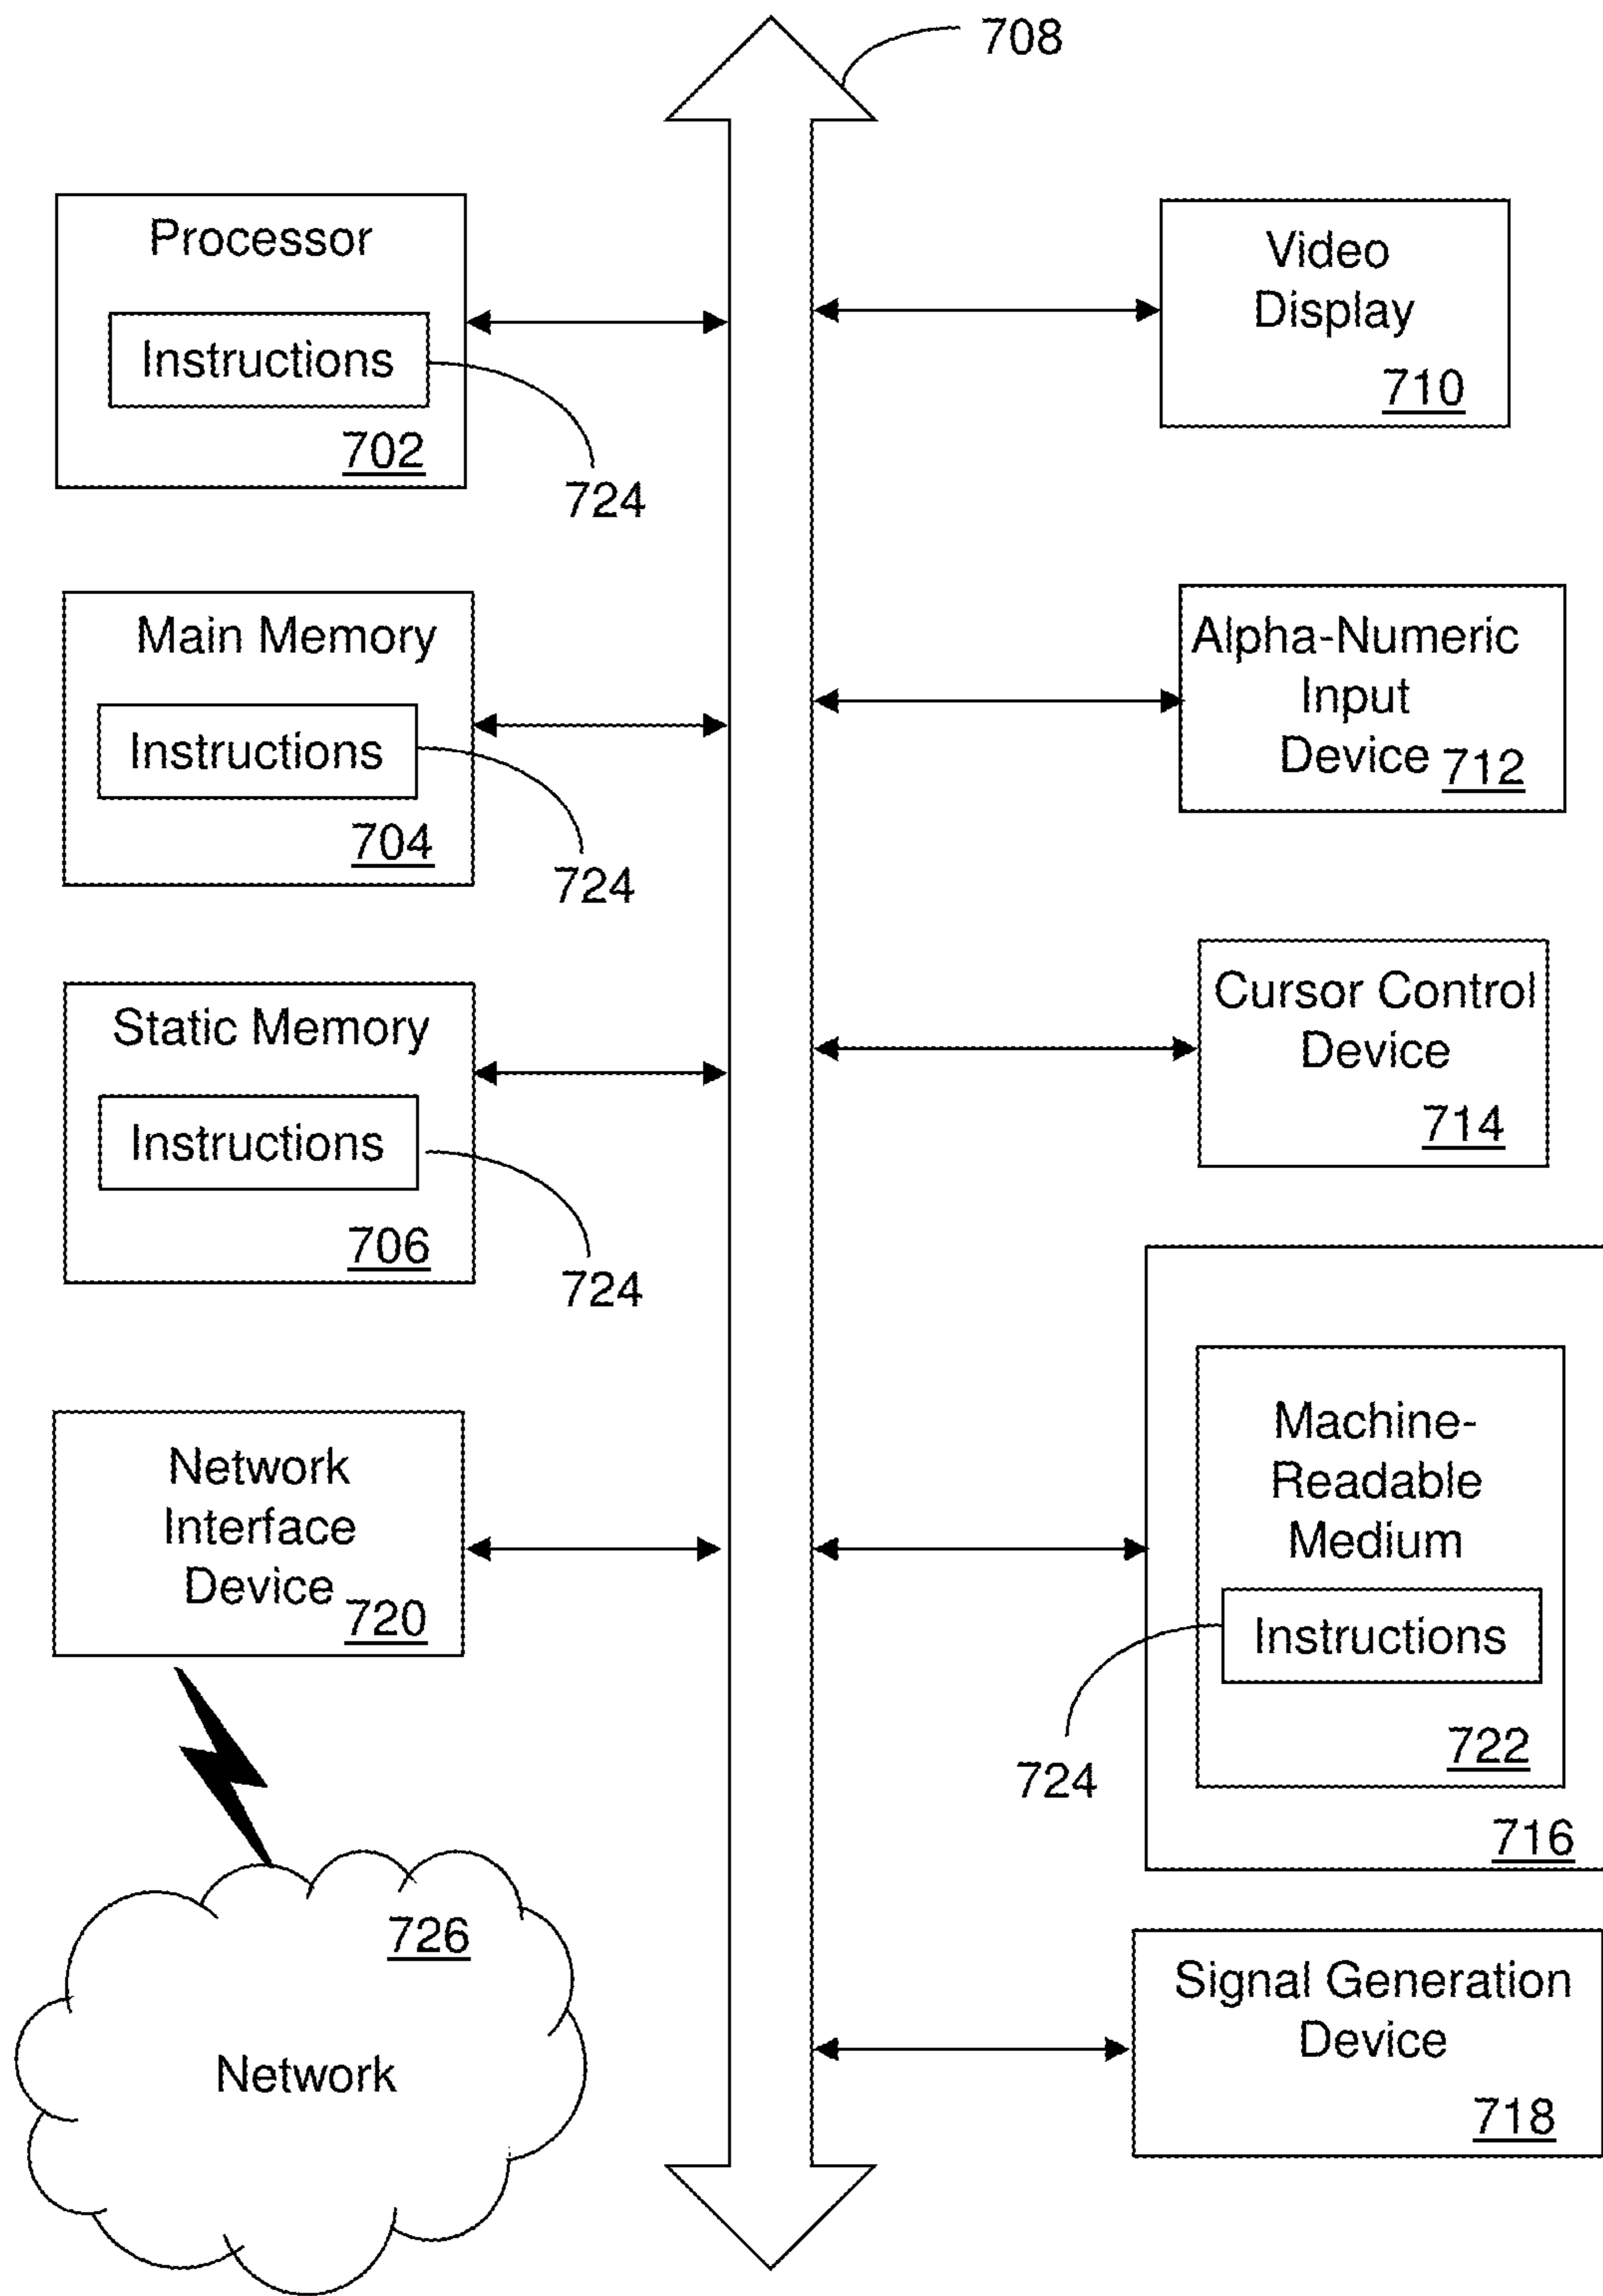 708
Processor
Instructions
702
724
Main Memory
Instructions
704
724
Static Memory
Instructions
706
724
Network
Interface
Device
720
726
Network
Video
Display
710
Alpha-Numeric
Input
Device 712
Cursor Control
Device
714
Machine-
Readable
Medium
Instructions
722
724
716
Signal Generation
Device
718